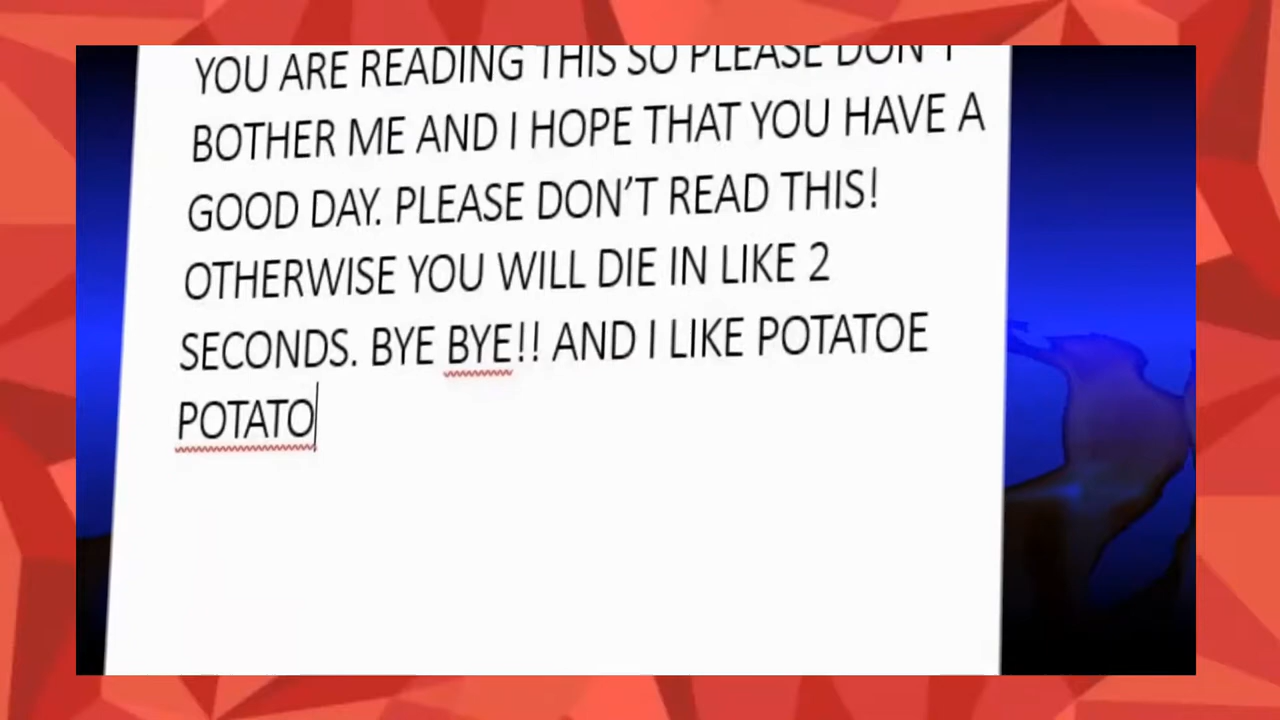 YOU ARE READING THIS SO PLEASE DON'T
BOTHER ME AND I HOPE THAT YOU HAVE A
GOOD DAY. PLEASE DON’T READ THIS!
OTHERWISE YOU WILL DIE IN LIKE 2
SECONDS. BYE BYE!! AND I LIKE POTATOE
POTATO